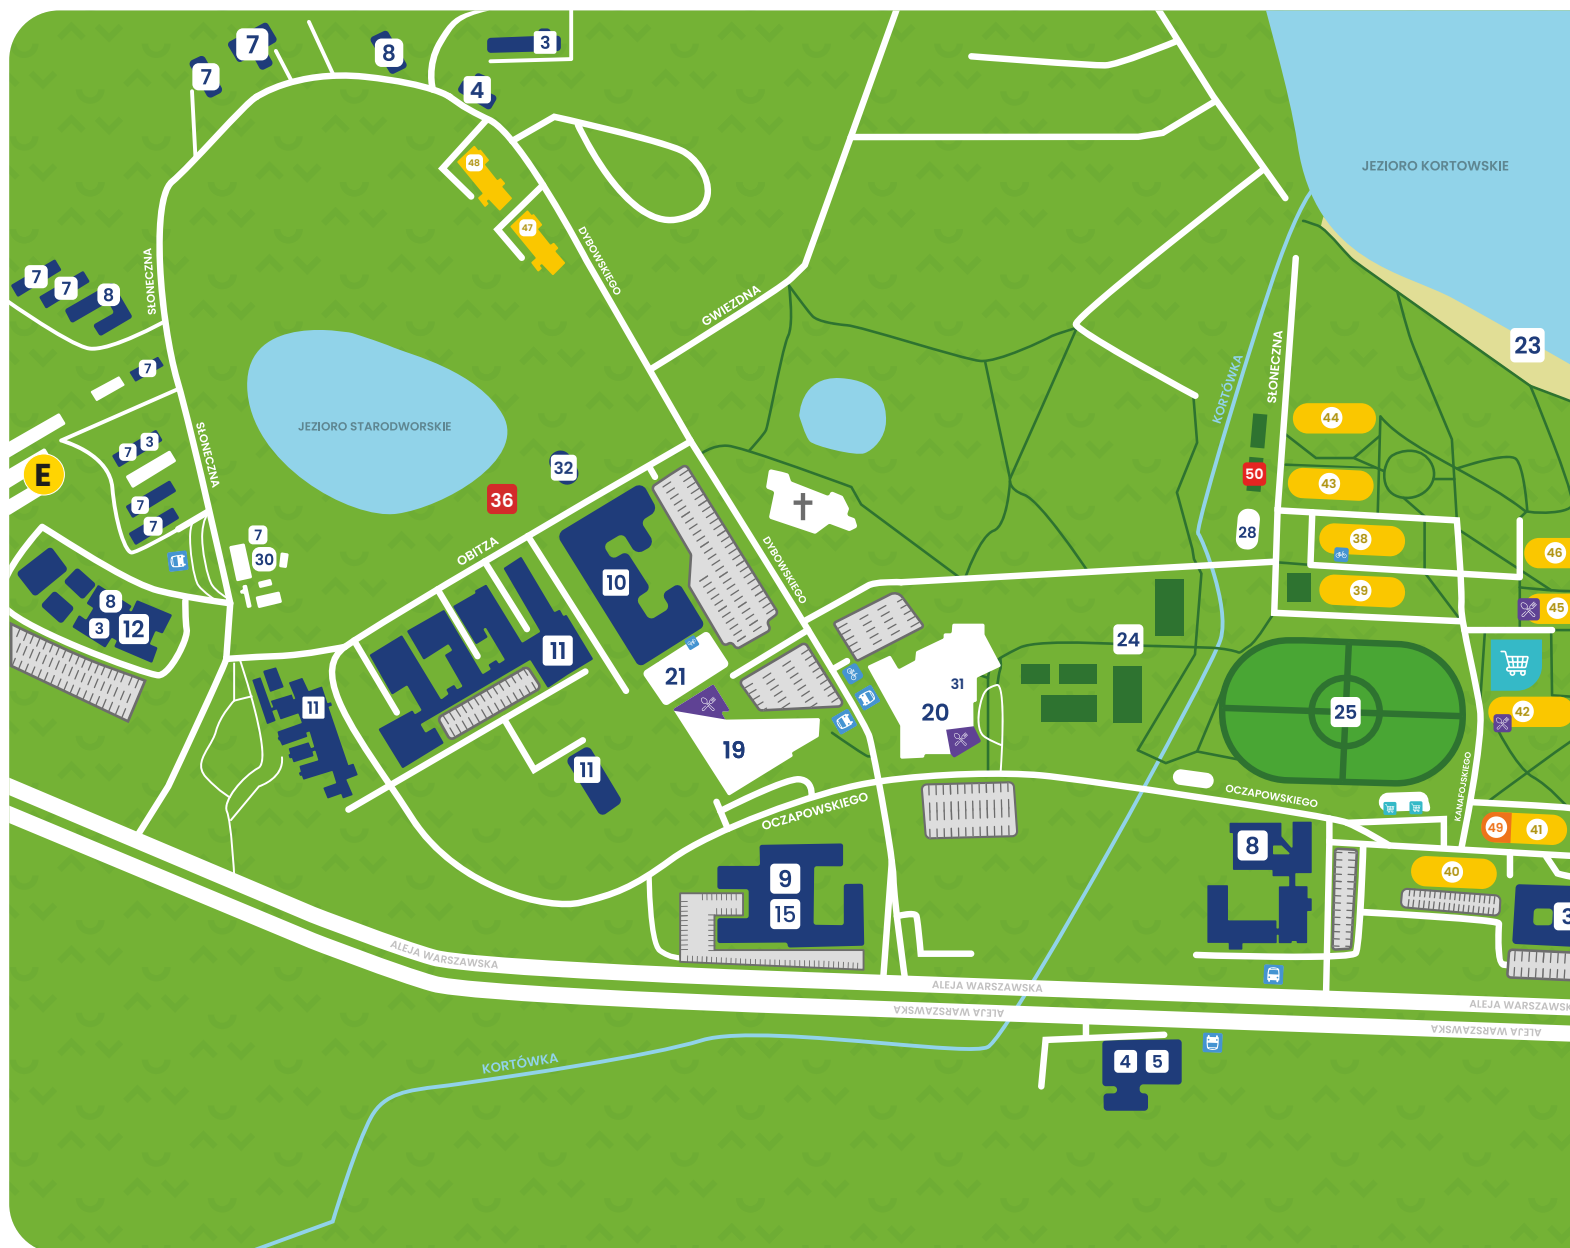 7
8
3
7
4
JEZIORO KORTOWSKIE
48
47
DYBOWSKIEGO
SŁONECZNA
7
7
8
GWIEZDNA
23
7
KORTÓWKA
SŁONECZNA
44
JEZIORO STARODWORSKIE
SŁONECZNA
3
7
E
32
50
43
36
7
7
28
38
7
30
OBITZA
DYBOWSKIEGO
46
10
39
8
3
12
45
24
11
21
31
11
20
25
42
19
11
KANAFOJSKIEGO
OCZAPOWSKIEGO
OCZAPOWSKIEGO
49
41
8
40
9
15
3
ALEJA WARSZAWSKA
ALEJA WARSZAWSKA
ALEJA WARSZAWSK
ALEJA WARSZAWSKA
ALEJA WARSZAWSKA
KORTÓWKA
4
5